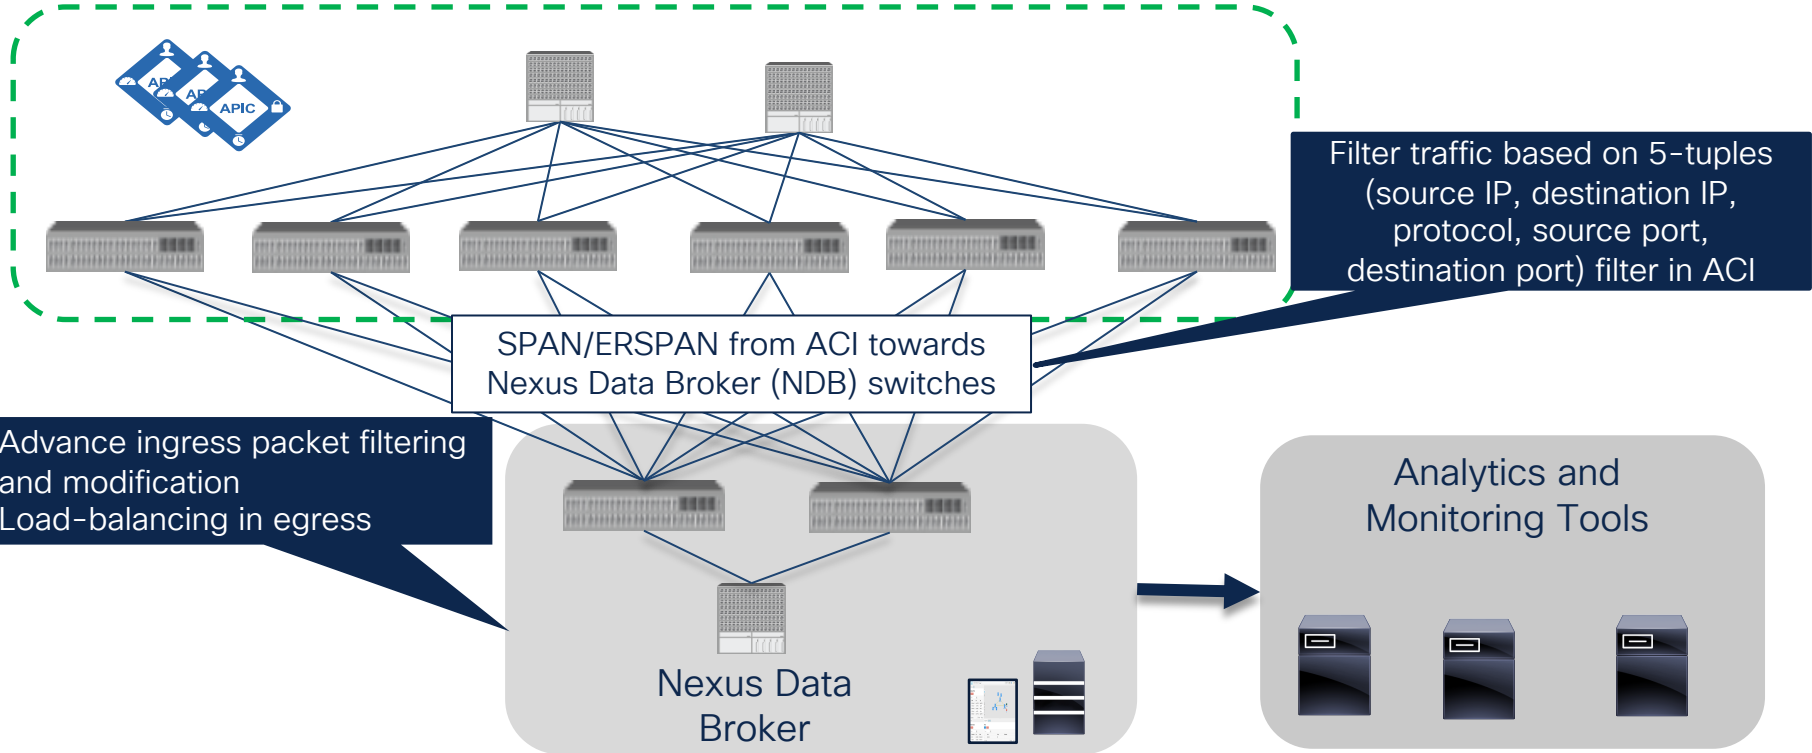 AP
AP
APIC
Filter traffic based on 5-tuples
(source IP, destination IP,
protocol, source port,
destination port) filter in ACI
SPAN/ERSPAN from ACI towards
Nexus Data Broker (NDB) switches
Advance ingress packet filtering
and modification
Load-balancing in egress
Analytics and
Monitoring Tools
Nexus Data
Broker